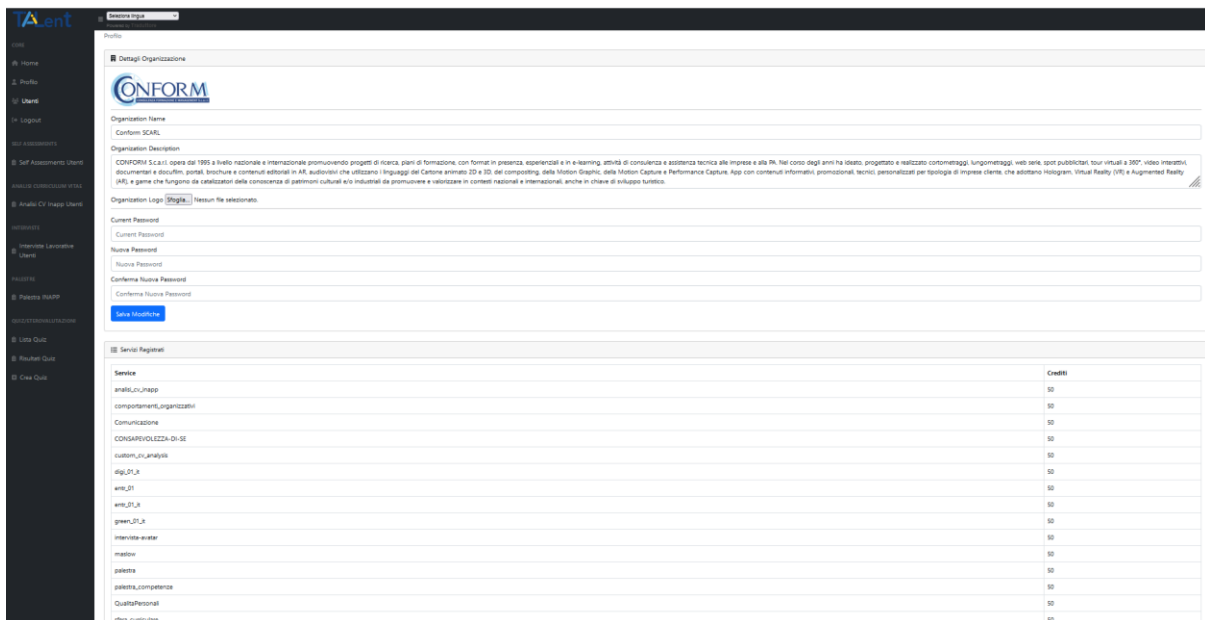 TALent
Seleziona lingua
Profilo
CORE
Home
Profilo
Utenti
Logout
SELF ASSESSMENTS
Self Assessments Utenti
ANALISI CURRICULUM VITAE
Analisi CV Inapp Utenti
INTERVISTE
Interviste Lavorative
Utenti
PALESTRE
Palestra INAPP
QUIZ/ETEROVALUTAZIONI
Lista Quiz
Risultati Quiz
Crea Quiz
Dettagli Organizzazione
CONFORM
Organization Name
Conform SCARL
Organization Description
CONFORM S.c.a.r.l. opera dal 1995 a livello nazionale e internazionale promuovendo progetti di ricerca, piani di formazione, con format in presenza, esperienziali e in e-learning, attività di consulenza e assistenza tecnica alle imprese e alla PA. Nel corso degli anni ha ideato, progettato e realizzato cortometraggi, lungometraggi, web serie, spot pubblicitari, tour virtuali a 360°, video interattivi,
documentari e docufilm, portali, brochure e contenuti editoriali in AR, audiovisivi che utilizzano i linguaggi del Cartone animato 2D e 3D, del compositing, della Motion Graphic, della Motion Capture e Performance Capture, App con contenuti informativi, promozionali, tecnici, personalizzati per tipologia di imprese cliente, che adottano Hologram, Virtual Reality (VR) e Augmented Reality
(AR), e game che fungono da catalizzatori della conoscenza di patrimoni culturali e/o industriali da promuovere e valorizzare in contesti nazionali e internazionali, anche in chiave di sviluppo turistico.
Organization Logo Sfoglia... Nessun file selezionato.
Current Password
Current Password
Nuova Password
Nuova Password
Conferma Nuova Password
Conferma Nuova Password
Salva Modifiche
Servizi Registrati
Service Crediti
analisi_cv_inapp 50
comportamenti_organizzativi 50
Comunicazione 50
CONSAPEVOLEZZA-DI-SE 50
custom_cv_analysis 50
digi_01_it 50
entr_01 50
entr_01_it 50
green_01_it 50
intervista-avatar 50
maslow 50
palestra 50
palestra_competenze 50
QualitaPersonali 50